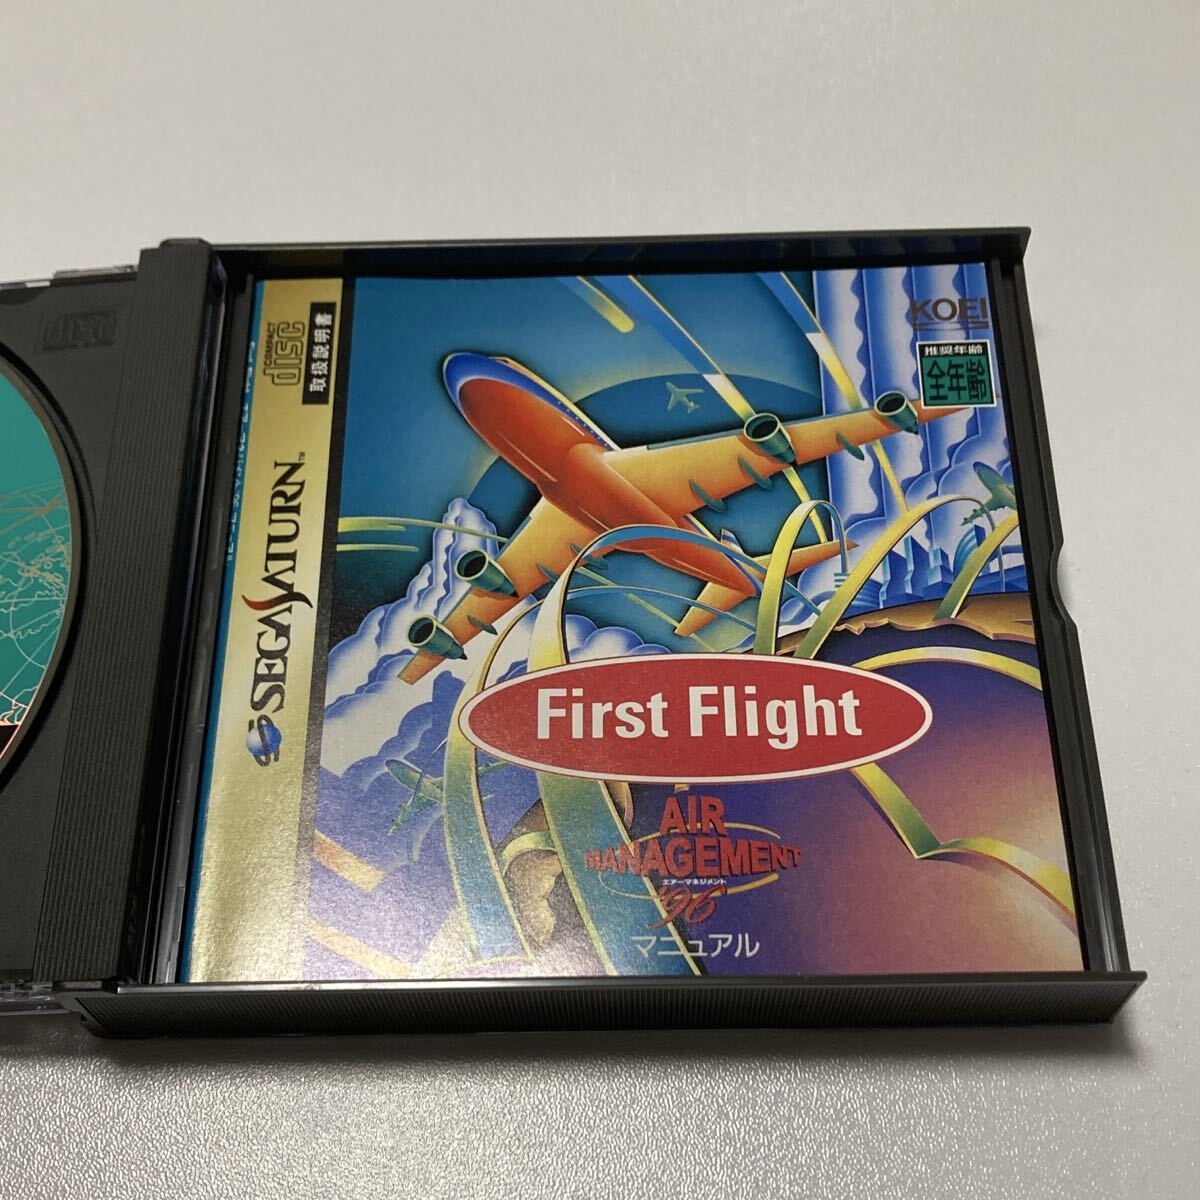 KOEI
推奨年齢
全年齢
COMPACT
disc
取扱説明書
SEGA SATURN™
First Flight
AIR
MANAGEMENT
エアーマネジメント
'96
マニュアル